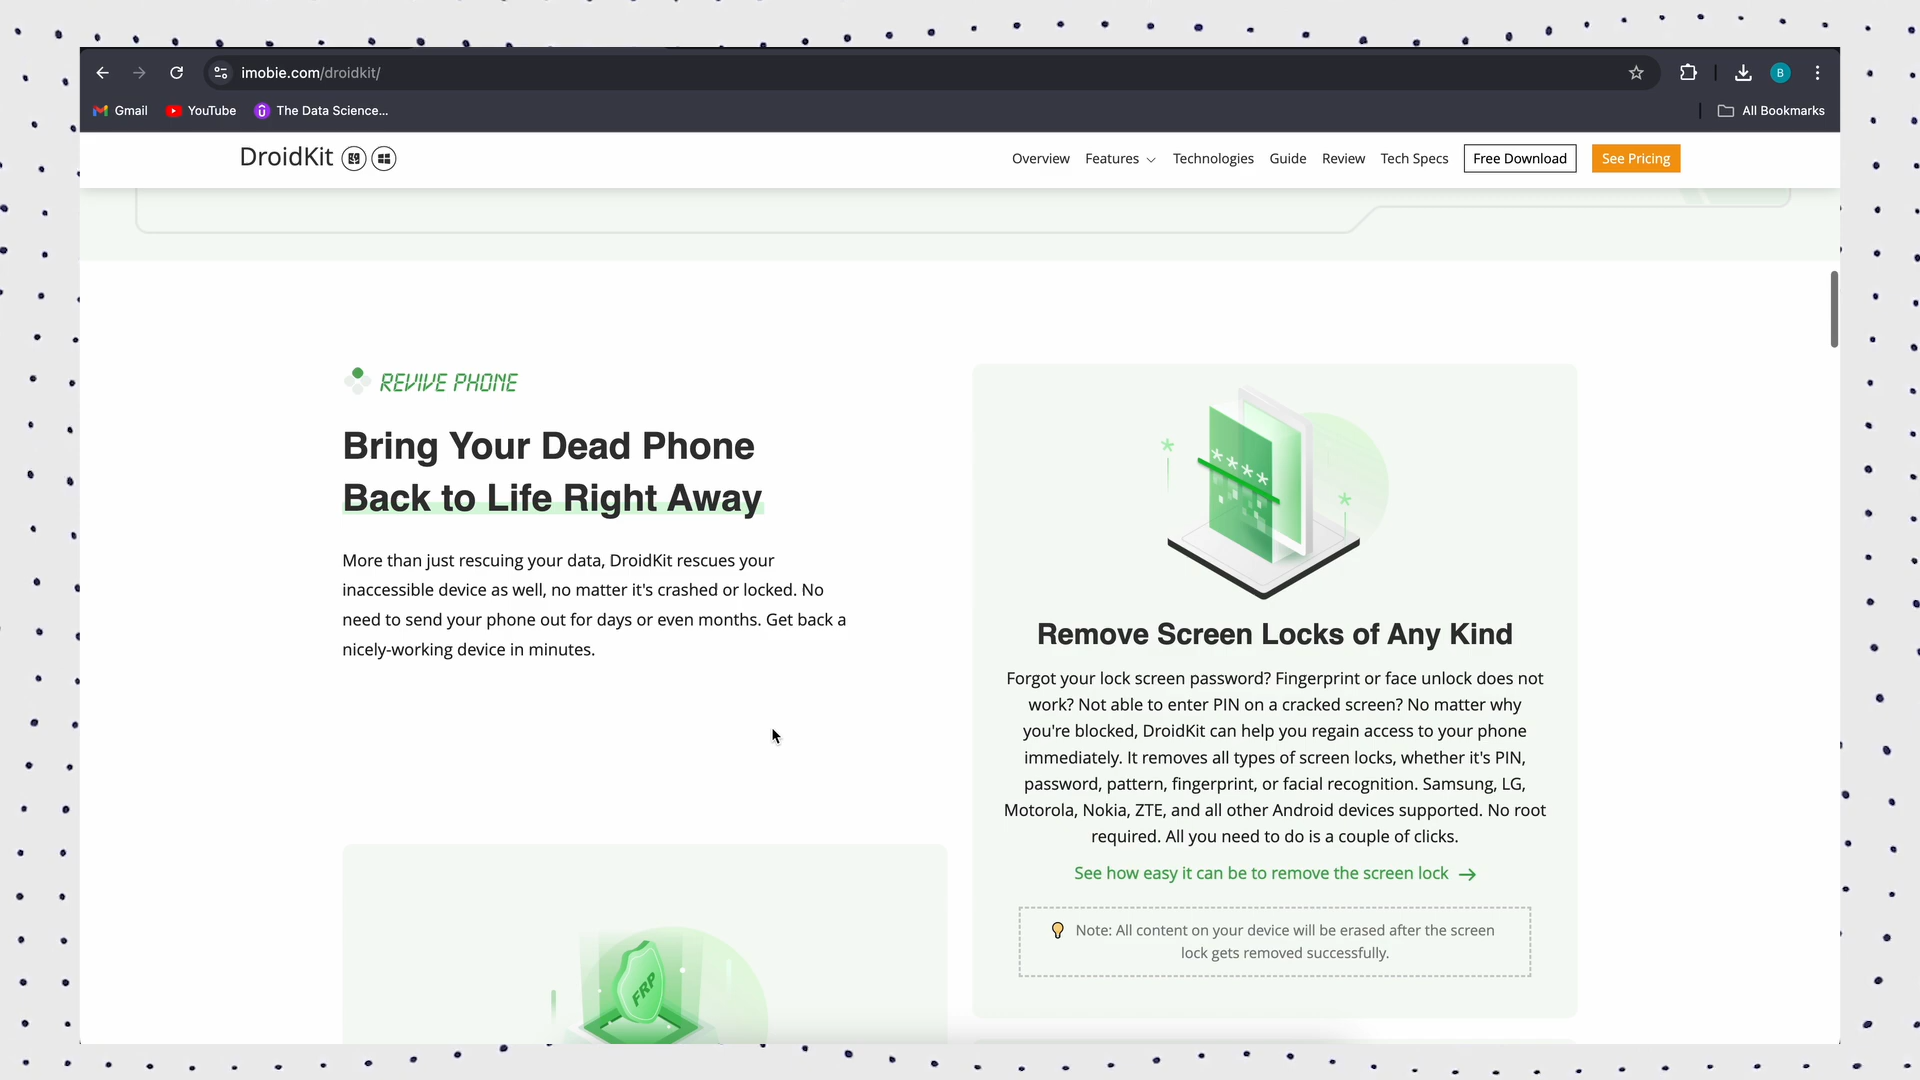 imobie.com/droidkit/
B
Gmail
YouTube
The Data Science...
All Bookmarks
DroidKit
Overview
Features
Technologies
Guide
Review
Tech Specs
Free Download
See Pricing
REVIVE PHONE
Bring Your Dead Phone
Back to Life Right Away
More than just rescuing your data, DroidKit rescues your
inaccessible device as well, no matter it's crashed or locked. No
need to send your phone out for days or even months. Get back a
nicely-working device in minutes.
FRP
****
Remove Screen Locks of Any Kind
Forgot your lock screen password? Fingerprint or face unlock does not
work? Not able to enter PIN on a cracked screen? No matter why
you're blocked, DroidKit can help you regain access to your phone
immediately. It removes all types of screen locks, whether it's PIN,
password, pattern, fingerprint, or facial recognition. Samsung, LG,
Motorola, Nokia, ZTE, and all other Android devices supported. No root
required. All you need to do is a couple of clicks.
See how easy it can be to remove the screen lock →
Note: All content on your device will be erased after the screen
lock gets removed successfully.